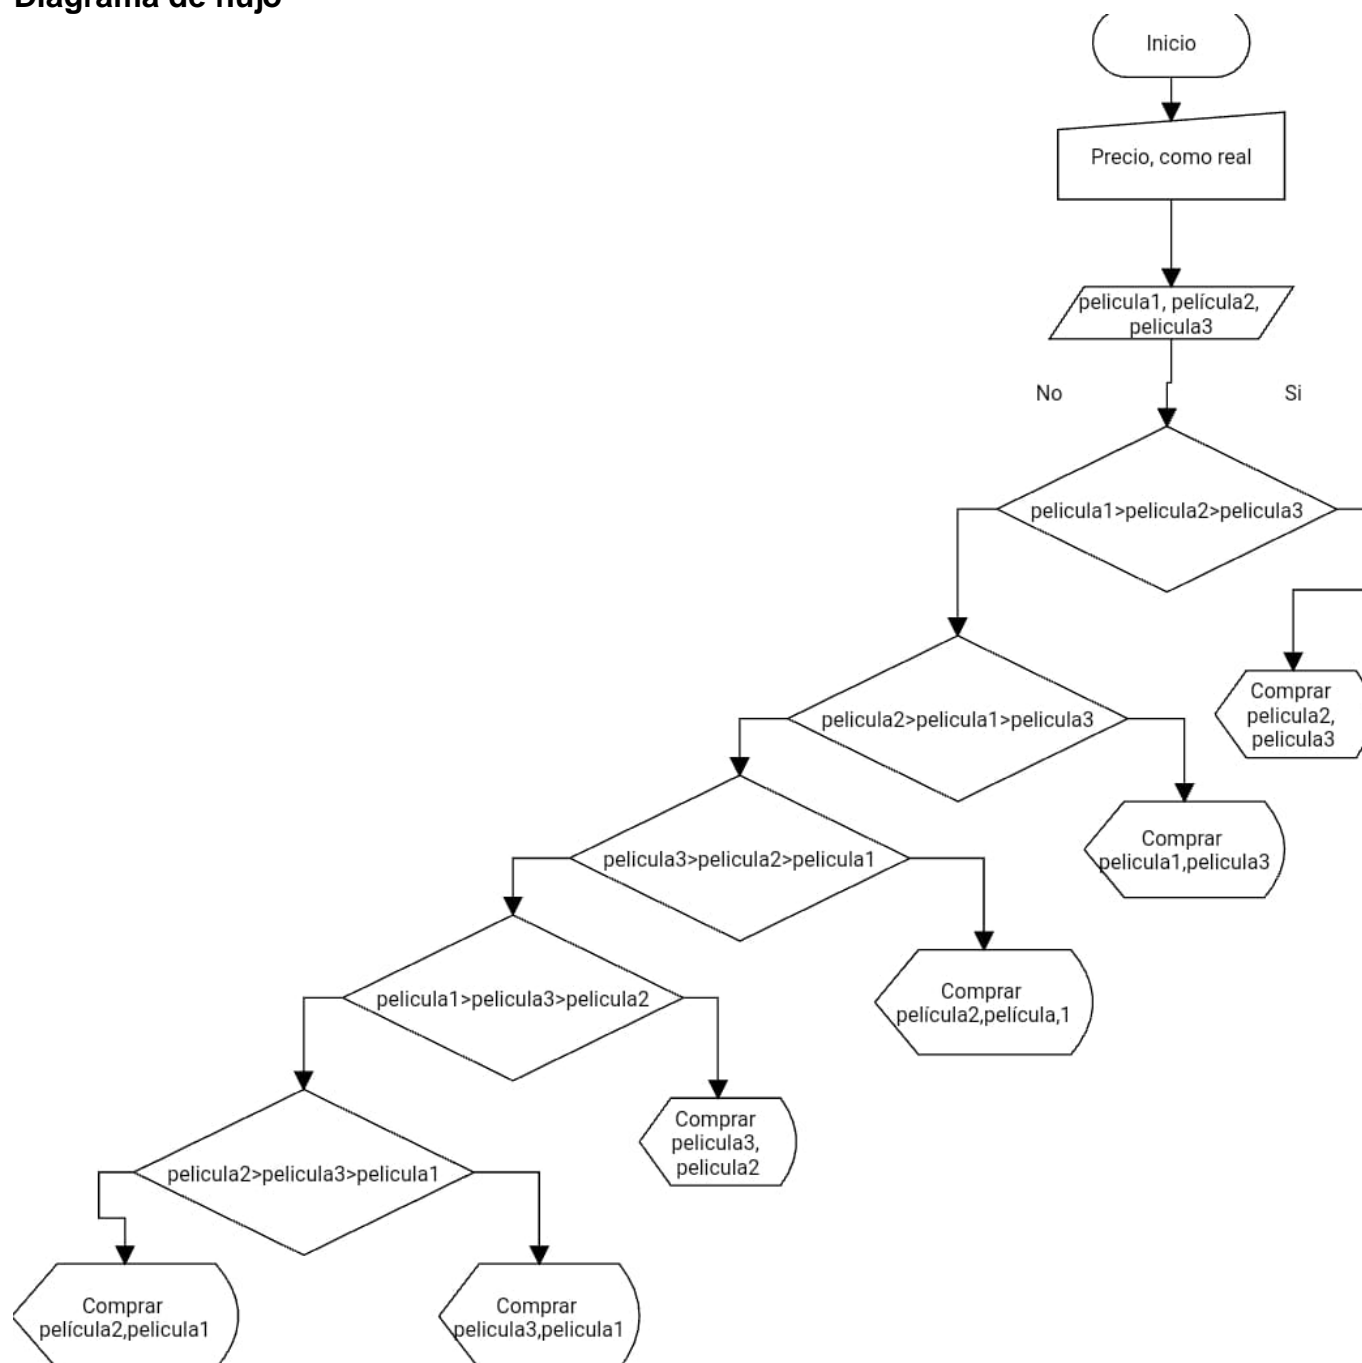 Diagrama de flujo
Inicio
Precio, como real
pelicula1, película2,
pelicula3
No
Si
pelicula1>pelicula2>pelicula3
Comprar
pelicula2,
pelicula3
pelicula2>pelicula1>pelicula3
Comprar
pelicula1,pelicula3
pelicula3>pelicula2>pelicula1
Comprar
película2,película,1
pelicula1>pelicula3>pelicula2
Comprar
pelicula3,
pelicula2
pelicula2>pelicula3>pelicula1
Comprar
película2,pelicula1
Comprar
pelicula3,pelicula1